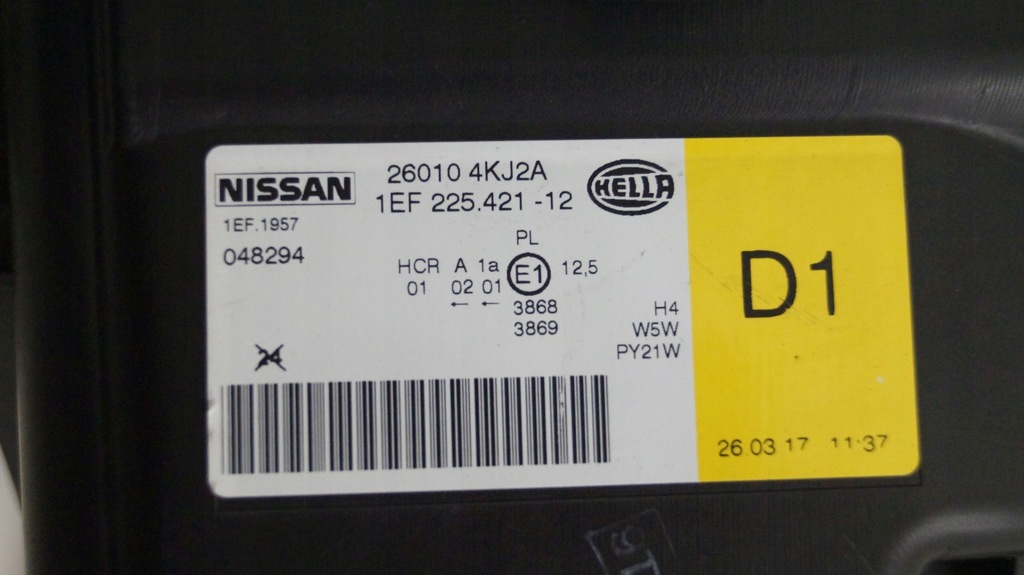 NISSAN
26010 4KJ2A
1EF 225.421 -12
HELLA
1EF.1957
048294
PL
HCR A 1a E1 12,5
01 02 01
← ←
3868
3869
H4
W5W
PY21W
24
D1
26.03 17 11:37